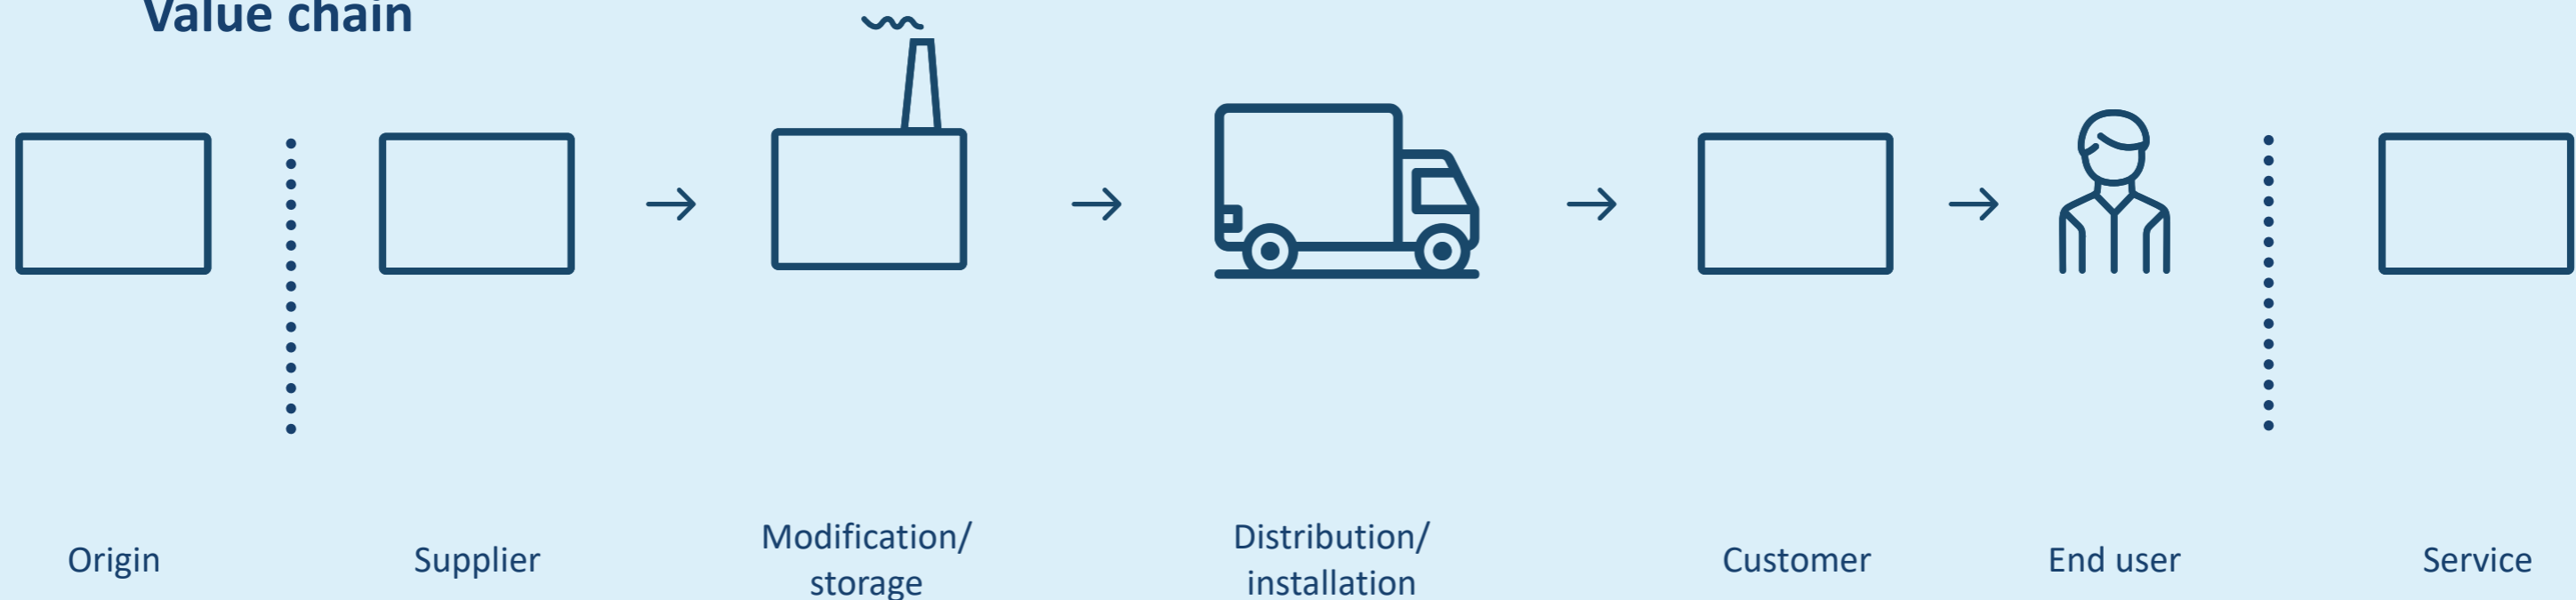 Value chain
Origin
Supplier
Modification/
storage
Distribution/
installation
Customer
End user
Service